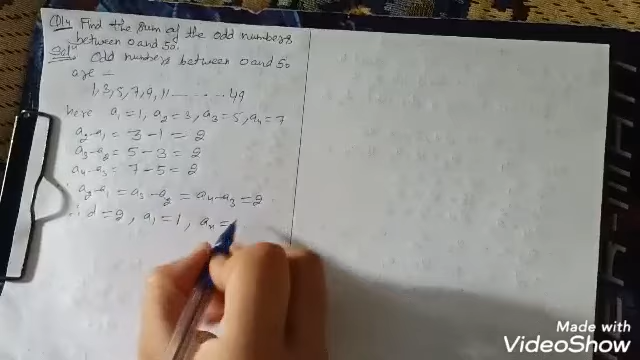 Q14. Find the sum of the odd numbers
between 0 and 50.
Solⁿ Odd numbers between 0 and 50
are –
1, 3, 5, 7, 9, 11 ........ 49
here a₁ = 1, a₂ = 3, a₃ = 5, a₄ = 7
a₂-a₁ = 3 - 1 = 2
a₃-a₂ = 5 - 3 = 2
a₄-a₃ = 7 - 5 = 2
a₂-a₁ = a₃-a₂ = a₄-a₃ = 2
∴ d = 2, a₁ = 1, aₙ =
Made with
VideoShow